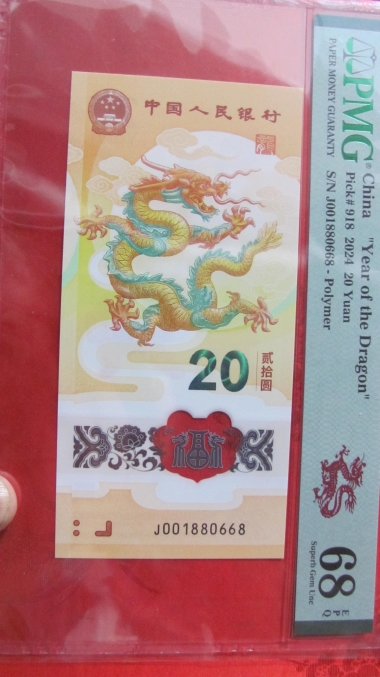 中国人民银行
20
贰拾圆
福
J001880668
PMG®
PAPER MONEY GUARANTY
China "Year of the Dragon"
Pick# 918 2024 20 Yuan
S/N J001880668 - Polymer
68 EPQ
Superb Gem Unc